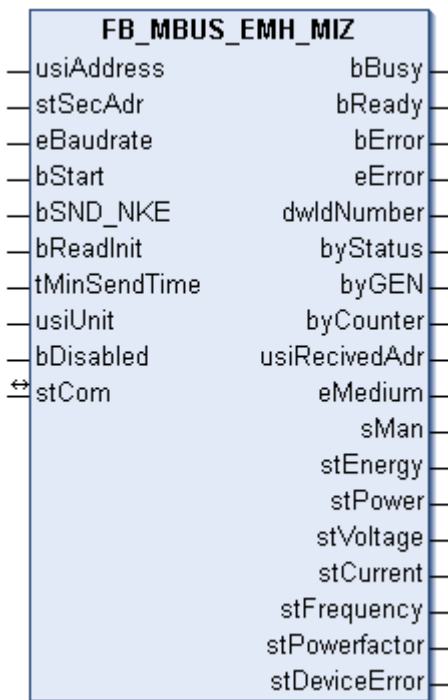 FB_MBUS_EMH_MIZ
usiAddress bBusy
stSecAdr bReady
eBaudrate bError
bStart eError
bSND_NKE dwIdNumber
bReadInit byStatus
tMinSendTime byGEN
usiUnit byCounter
bDisabled usiRecivedAdr
stCom eMedium
sMan
stEnergy
stPower
stVoltage
stCurrent
stFrequency
stPowerfactor
stDeviceError